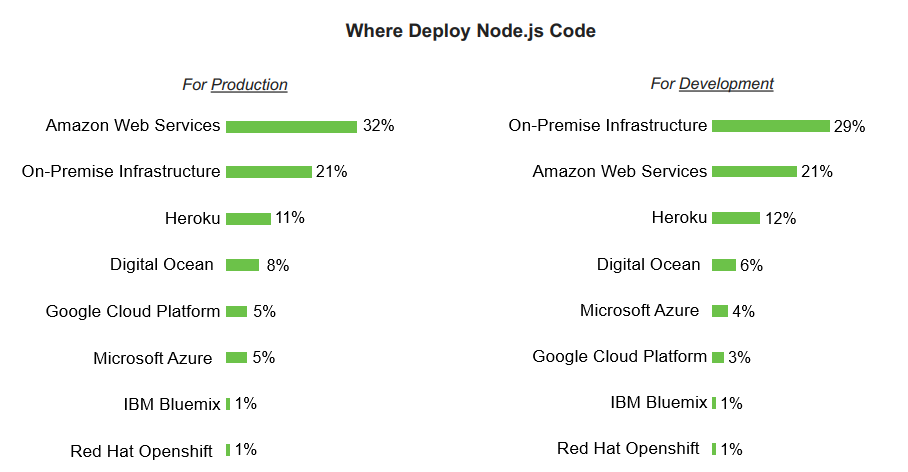 Where Deploy Node.js Code
For Production
Amazon Web Services 32%
On-Premise Infrastructure 21%
Heroku 11%
Digital Ocean 8%
Google Cloud Platform 5%
Microsoft Azure 5%
IBM Bluemix 1%
Red Hat Openshift 1%
For Development
On-Premise Infrastructure 29%
Amazon Web Services 21%
Heroku 12%
Digital Ocean 6%
Microsoft Azure 4%
Google Cloud Platform 3%
IBM Bluemix 1%
Red Hat Openshift 1%